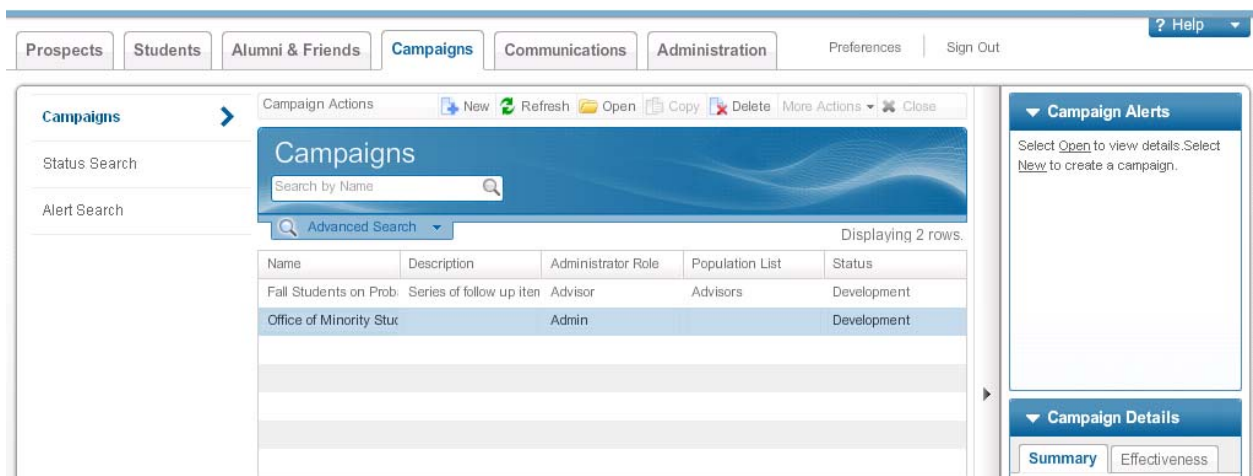 ? Help
Prospects Students Alumni & Friends Campaigns Communications Administration Preferences Sign Out
Campaigns
Status Search
Alert Search
Campaign Actions New Refresh Open Copy Delete More Actions Close
Campaigns
Search by Name
Advanced Search
Displaying 2 rows.
Name Description Administrator Role Population List Status
Fall Students on Prob Series of follow up iten Advisor Advisors Development
Office of Minority Stuc Admin Development
Campaign Alerts
Select Open to view details.Select
New to create a campaign.
Campaign Details
Summary Effectiveness